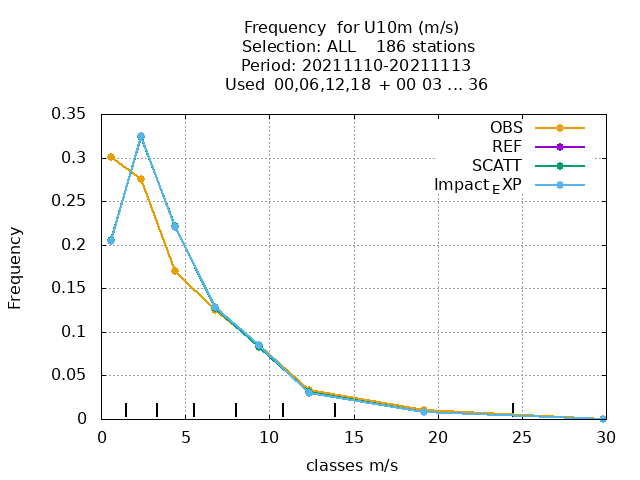 Frequency  for U10m (m/s)
Selection: ALL    186 stations
Period: 20211110-20211113
Used  00,06,12,18  + 00 03 ... 36
0.35
0.3
0.25
0.2
0.15
0.1
0.05
0
Frequency
OBS
REF
SCATT
Impact_EXP
0 5 10 15 20 25 30
classes m/s